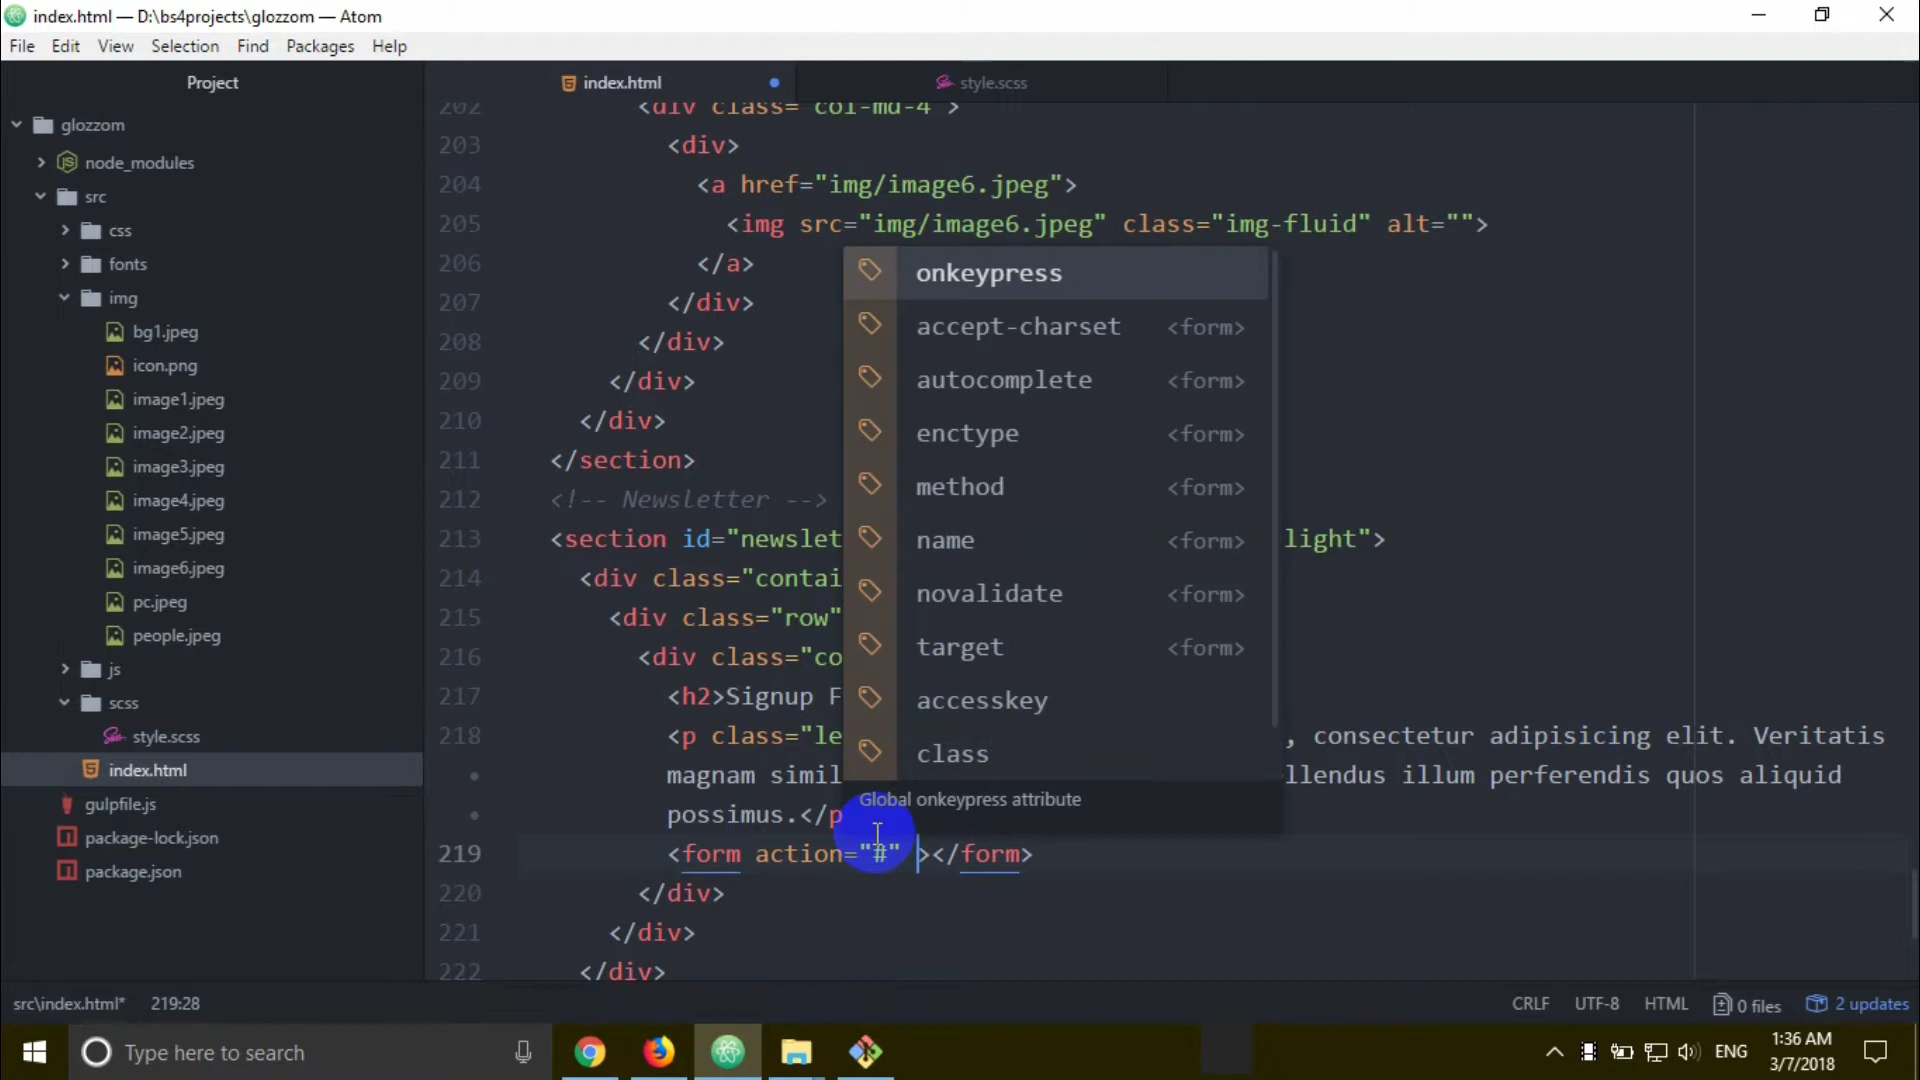 index.html — D:\bs4projects\glozzom — Atom
File Edit View Selection Find Packages Help
Project
index.html
style.scss
glozzom
node_modules
src
css
fonts
img
bg1.jpeg
icon.png
image1.jpeg
image2.jpeg
image3.jpeg
image4.jpeg
image5.jpeg
image6.jpeg
pc.jpeg
people.jpeg
js
scss
style.scss
index.html
gulpfile.js
package-lock.json
package.json
202 <div class="col-md-4">
203 <div>
204 <a href="img/image6.jpeg">
205 <img src="img/image6.jpeg" class="img-fluid" alt="">
206 </a>
207 </div>
208 </div>
209 </div>
210 </div>
211 </section>
212 <!-- Newsletter -->
213 <section id="newslet light">
214 <div class="contai
215 <div class="row"
216 <div class="co
217 <h2>Signup F
218 <p class="le , consectetur adipisicing elit. Veritatis
• magnam simil llendus illum perferendis quos aliquid
• possimus.</p
219 <form action="#" ></form>
220 </div>
221 </div>
222 </div>
onkeypress
accept-charset <form>
autocomplete <form>
enctype <form>
method <form>
name <form>
novalidate <form>
target <form>
accesskey
class
Global onkeypress attribute
src\index.html* 219:28
CRLF UTF-8 HTML 0 files 2 updates
Type here to search
ENG
1:36 AM
3/7/2018